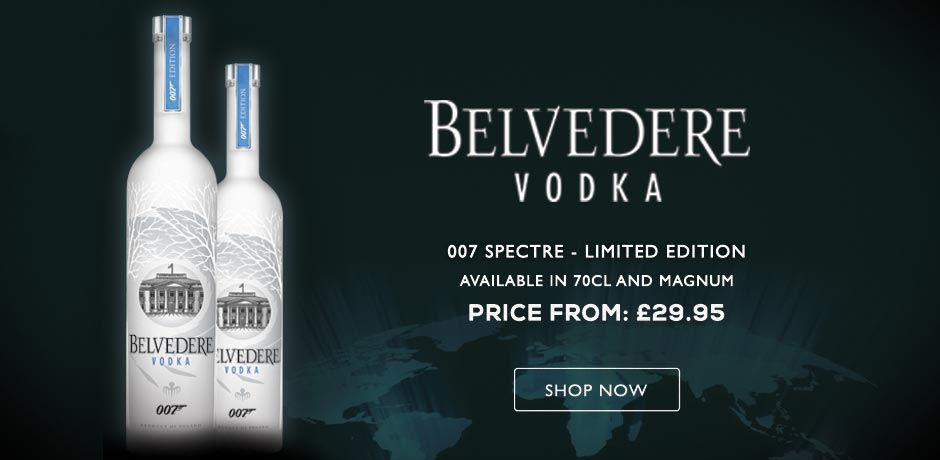 007 EDITION
007 EDITION
BELVEDERE
VODKA
007
ELVEDERE
VODKA
007
BELVEDERE
VODKA
007 SPECTRE - LIMITED EDITION
AVAILABLE IN 70CL AND MAGNUM
PRICE FROM: £29.95
SHOP NOW